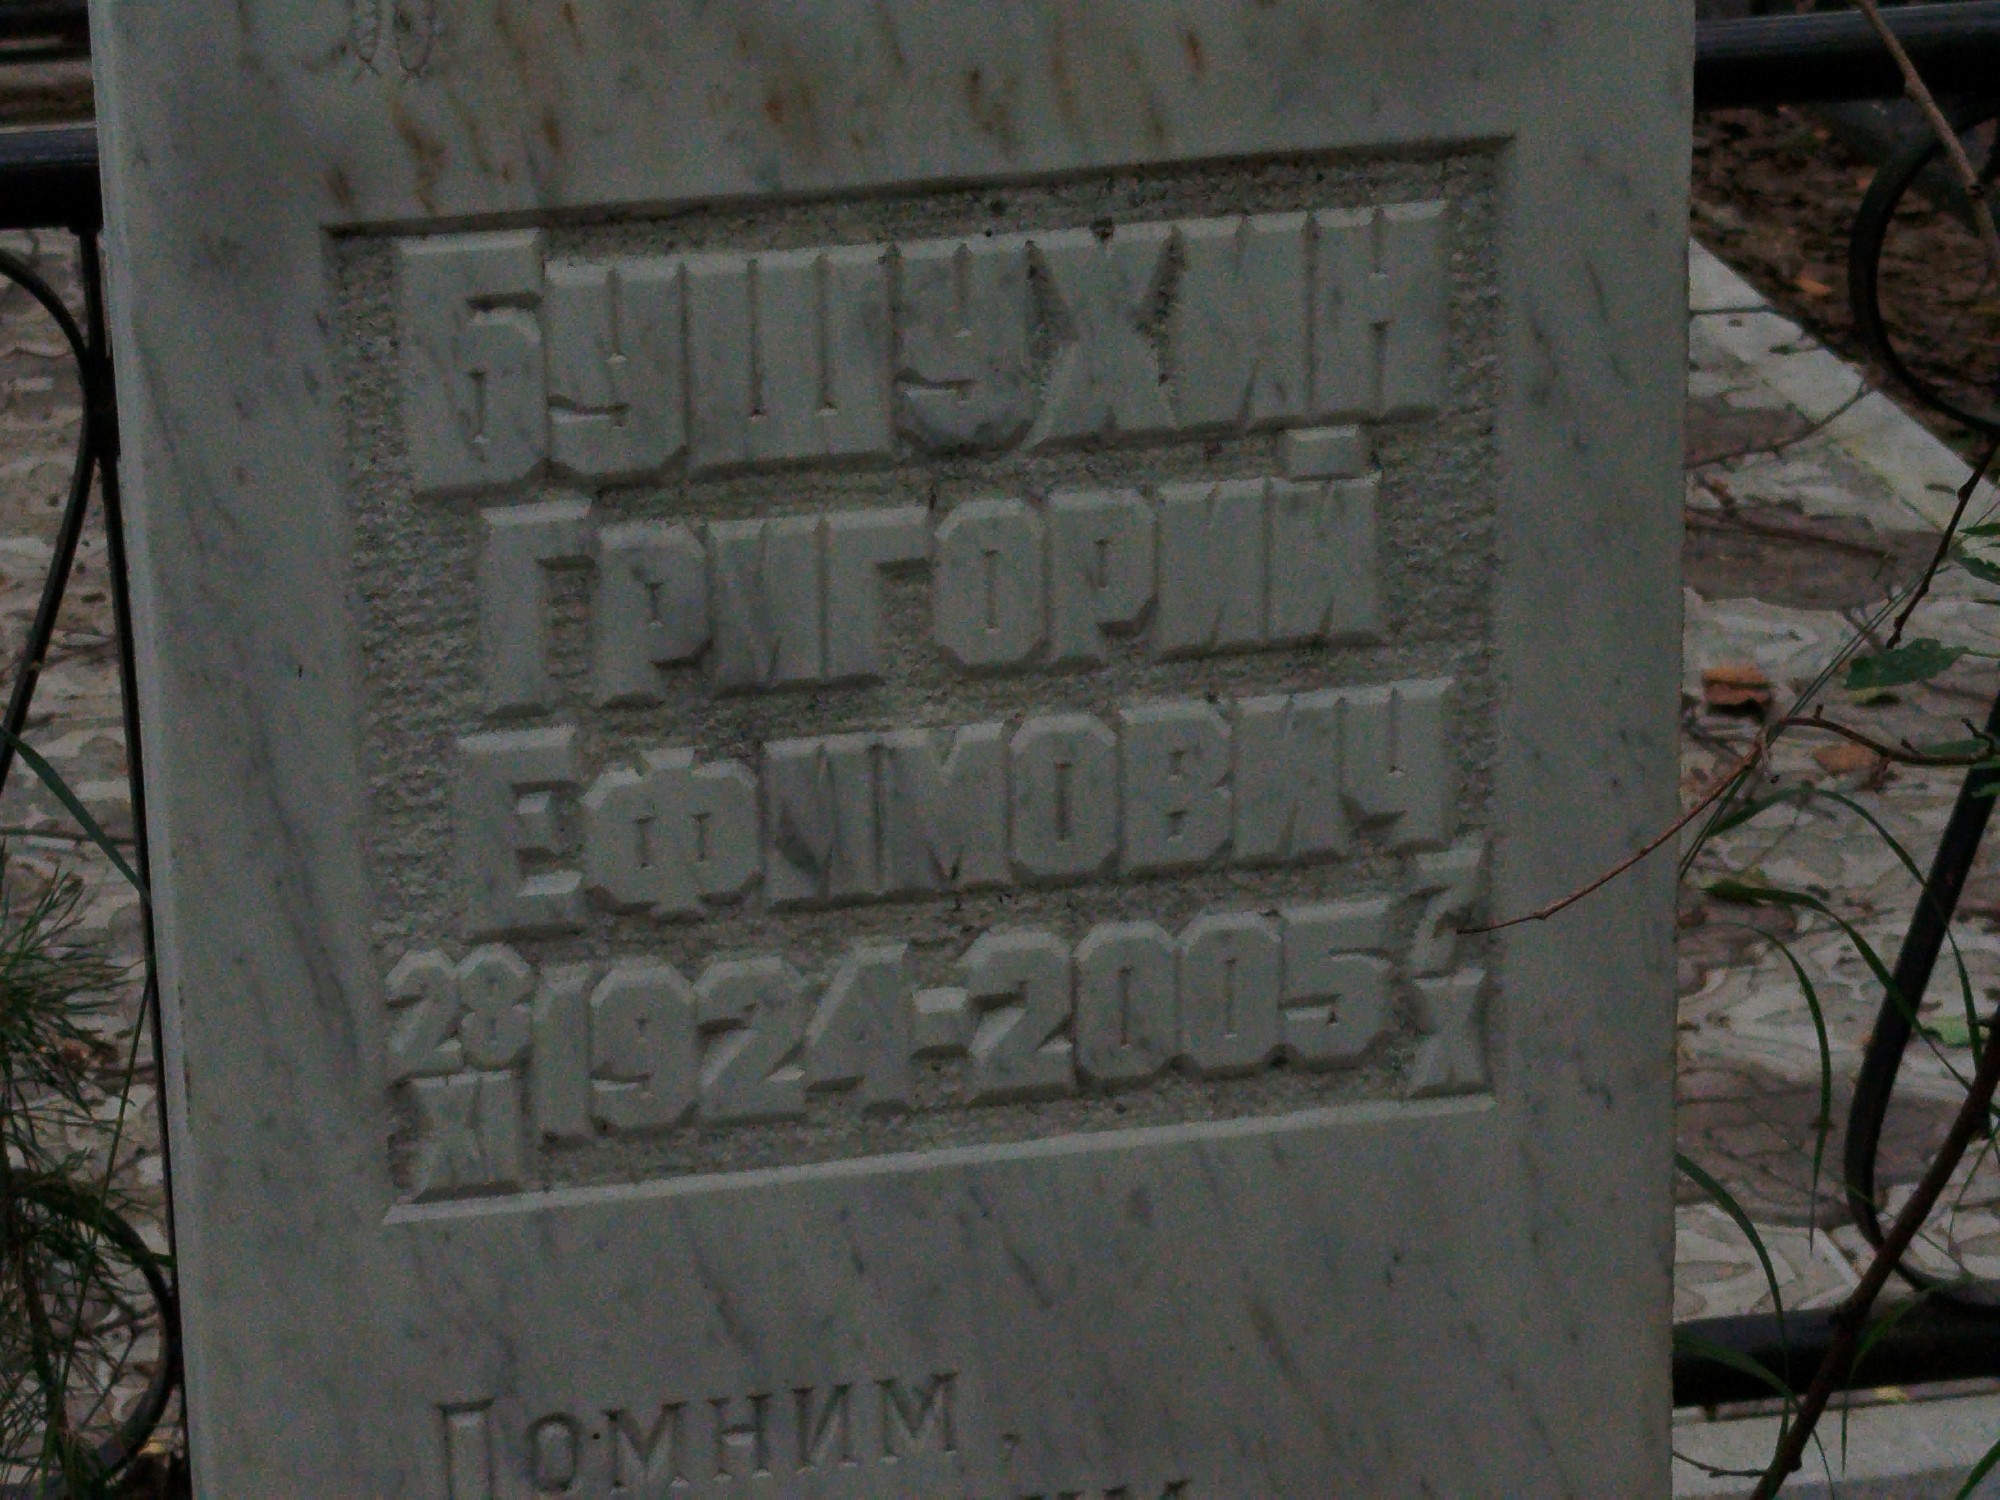 БУШУХИН
ГРИГОРИЙ
ЕФИМОВИЧ
28 XI 1924-2005 7 X
Помним,